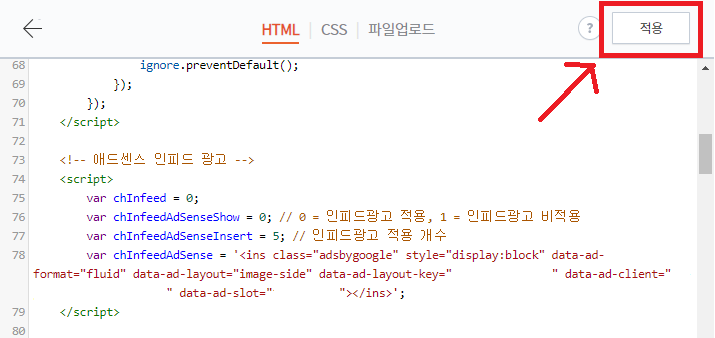 ← HTML | CSS | 파일업로드 ? 적용
68 ignore.preventDefault();
69 });
70 });
71 </script>
72
73 <!-- 애드센스 인피드 광고 -->
74 <script>
75 var chInfeed = 0;
76 var chInfeedAdSenseShow = 0; // 0 = 인피드광고 적용, 1 = 인피드광고 비적용
77 var chInfeedAdSenseInsert = 5; // 인피드광고 적용 개수
78 var chInfeedAdSense = '<ins class="adsbygoogle" style="display:block" data-ad-
format="fluid" data-ad-layout="image-side" data-ad-layout-key=" " data-ad-client="
" data-ad-slot=" "></ins>';
79 </script>
80